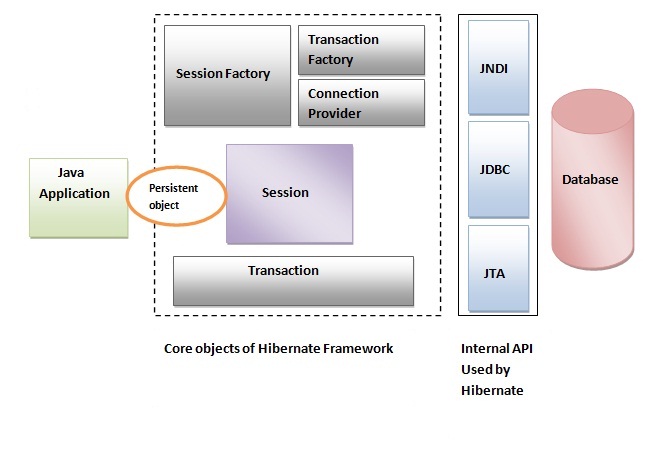 Session Factory
Transaction
Factory
Connection
Provider
JNDI
Java
Application
Persistent
object
Session
JDBC
Database
Transaction
JTA
Core objects of Hibernate Framework
Internal API
Used by
Hibernate